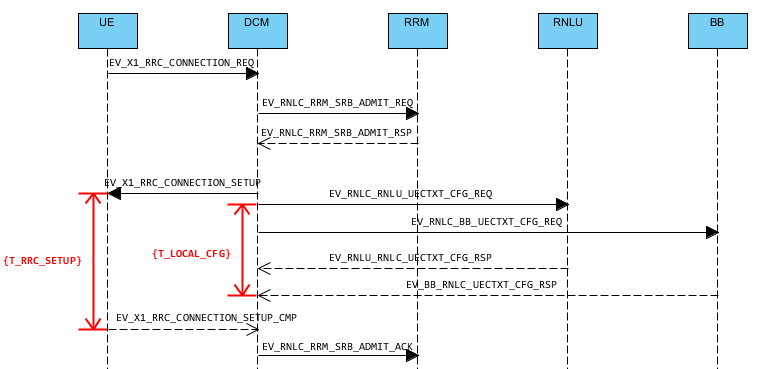 UE DCM RRM RNLU BB
EV_X1_RRC_CONNECTION_REQ
EV_RNLC_RRM_SRB_ADMIT_REQ
EV_RNLC_RRM_SRB_ADMIT_RSP
EV_X1_RRC_CONNECTION_SETUP
EV_RNLC_RNLU_UECTXT_CFG_REQ
EV_RNLC_BB_UECTXT_CFG_REQ
{T_LOCAL_CFG}
{T_RRC_SETUP}
EV_RNLU_RNLC_UECTXT_CFG_RSP
EV_BB_RNLC_UECTXT_CFG_RSP
EV_X1_RRC_CONNECTION_SETUP_CMP
EV_RNLC_RRM_SRB_ADMIT_ACK